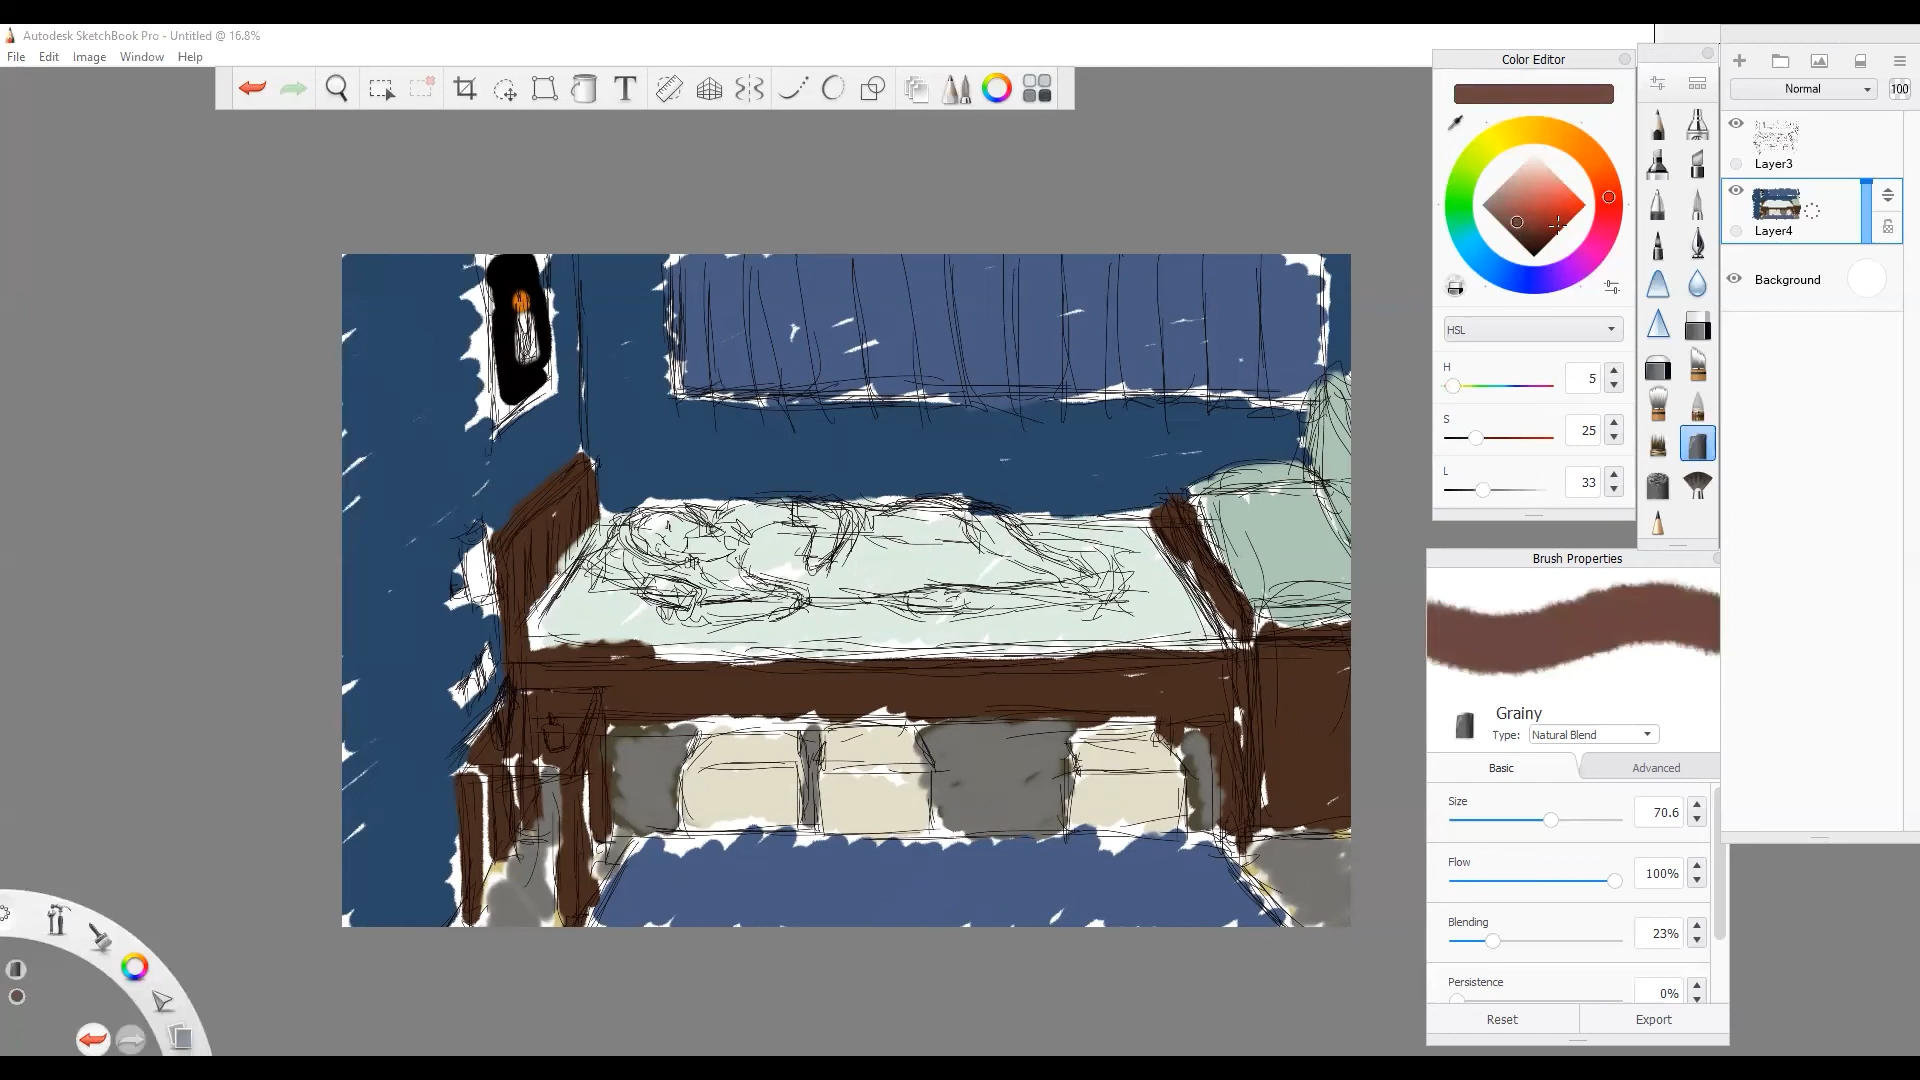 Autodesk SketchBook Pro - Untitled @ 16.8%
File Edit Image Window Help
T
Color Editor
HSL
H 5
S 25
L 33
Normal 100
Layer3
Layer4
Background
Brush Properties
Grainy
Type: Natural Blend
Basic Advanced
Size
70.6
Flow
100%
Blending
23%
Persistence
0%
Reset Export